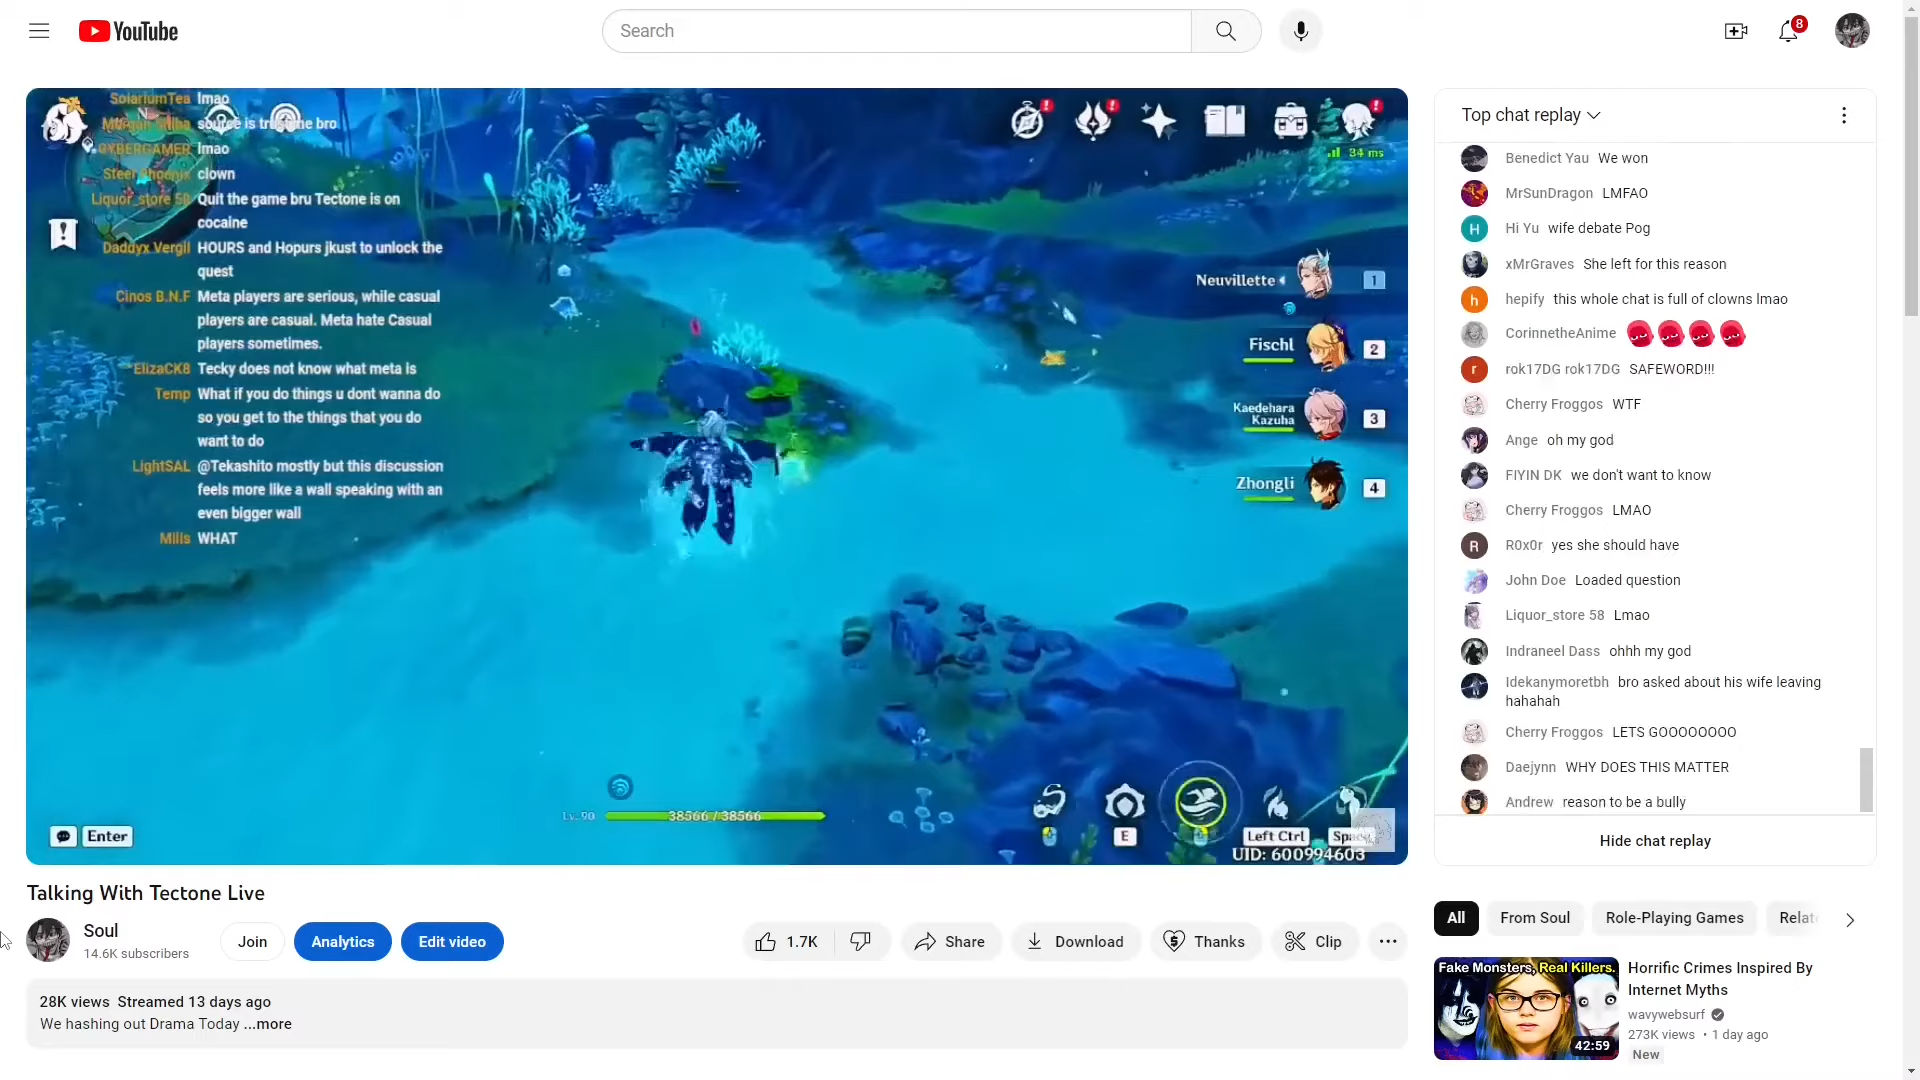 YouTube
Search
8
SolariumTea lmao
source is trust me bro
CYBERGAMER lmao
Steer Phoenix clown
Liquor_store 58 Quit the game bru Tectone is on
cocaine
Daddyx Vergil HOURS and Hopurs jkust to unlock the
quest
Cinos B.N.F Meta players are serious, while casual
players are casual. Meta hate Casual
players sometimes.
ElizaCK8 Tecky does not know what meta is
Temp What if you do things u dont wanna do
so you get to the things that you do
want to do
LightSAL @Tekashito mostly but this discussion
feels more like a wall speaking with an
even bigger wall
Mills WHAT
34 ms
Neuvillette 1
Fischl 2
Kaedehara
Kazuha 3
Zhongli 4
Enter
Lv. 90 38566 / 38566
E
Left Ctrl
Space
UID: 600994603
Top chat replay
Benedict Yau We won
MrSunDragon LMFAO
H Hi Yu wife debate Pog
xMrGraves She left for this reason
h hepify this whole chat is full of clowns lmao
CorinnetheAnime
r rok17DG rok17DG SAFEWORD!!!
Cherry Froggos WTF
Ange oh my god
FIYIN DK we don't want to know
Cherry Froggos LMAO
R R0x0r yes she should have
John Doe Loaded question
Liquor_store 58 Lmao
Indraneel Dass ohhh my god
Idekanymoretbh bro asked about his wife leaving
hahahah
Cherry Froggos LETS GOOOOOOOO
Daejynn WHY DOES THIS MATTER
Andrew reason to be a bully
Hide chat replay
Talking With Tectone Live
Soul
14.6K subscribers
Join
Analytics
Edit video
1.7K
Share
Download
Thanks
Clip
28K views Streamed 13 days ago
We hashing out Drama Today ...more
All
From Soul
Role-Playing Games
Relat
Fake Monsters, Real Killers.
42:59
Horrific Crimes Inspired By
Internet Myths
wavywebsurf
273K views • 1 day ago
New